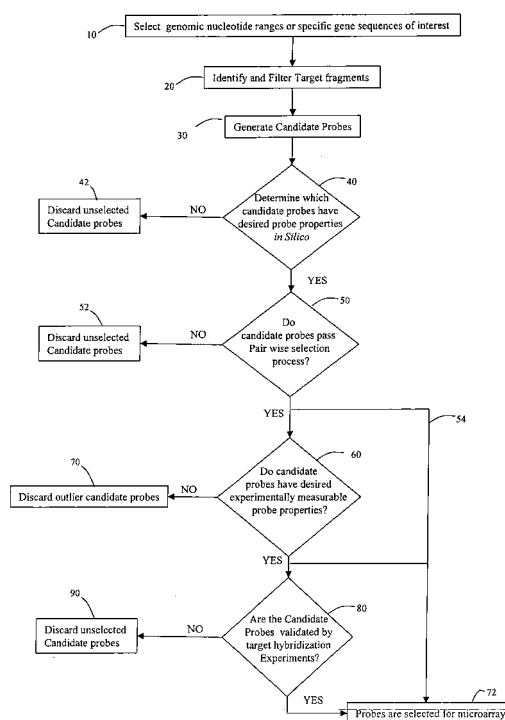 Select genomic nucleotide ranges or specific gene sequences of interest
10
Identify and Filter Target fragments
20
Generate Candidate Probes
30
40
42
Determine which
candidate probes have
desired probe properties
in Silico
NO
Discard unselected
Candidate probes
YES
50
52
Do
candidate probes pass
Pair wise selection
process?
NO
Discard unselected
Candidate probes
YES
54
60
70
Do candidate
probes have desired
experimentally measurable
probe properties?
NO
Discard outlier candidate probes
YES
80
90
Are the Candidate
Probes validated by
target hybridization
Experiments?
NO
Discard unselected
Candidate probes
YES
72
Probes are selected for microarray